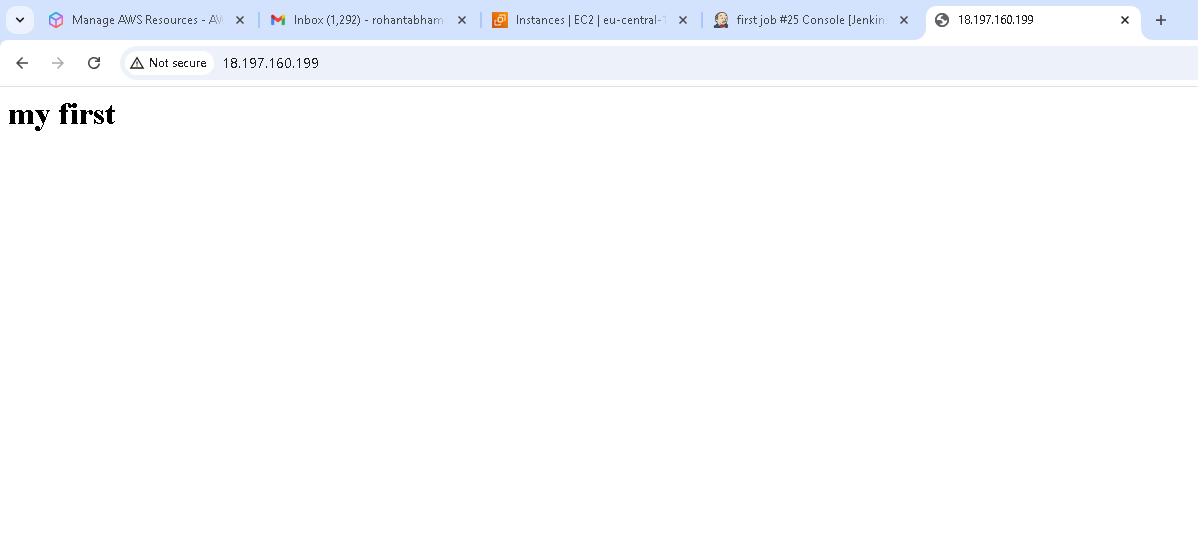 Manage AWS Resources - AW
Inbox (1,292) - rohantabham
Instances | EC2 | eu-central-1
first job #25 Console [Jenkin
18.197.160.199
Not secure
18.197.160.199
my first